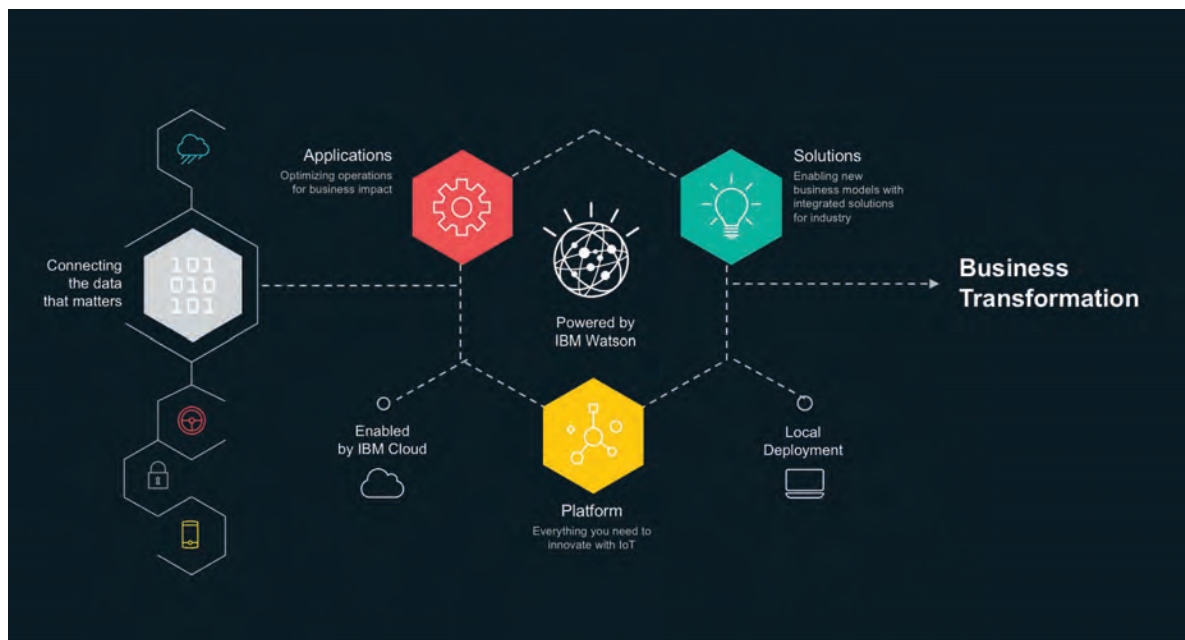 Connecting
the data
that matters
101
010
101
Applications
Optimizing operations
for business impact
Powered by
IBM Watson
Solutions
Enabling new
business models with
integrated solutions
for industry
Business
Transformation
Enabled
by IBM Cloud
Platform
Everything you need to
innovate with IoT
Local
Deployment